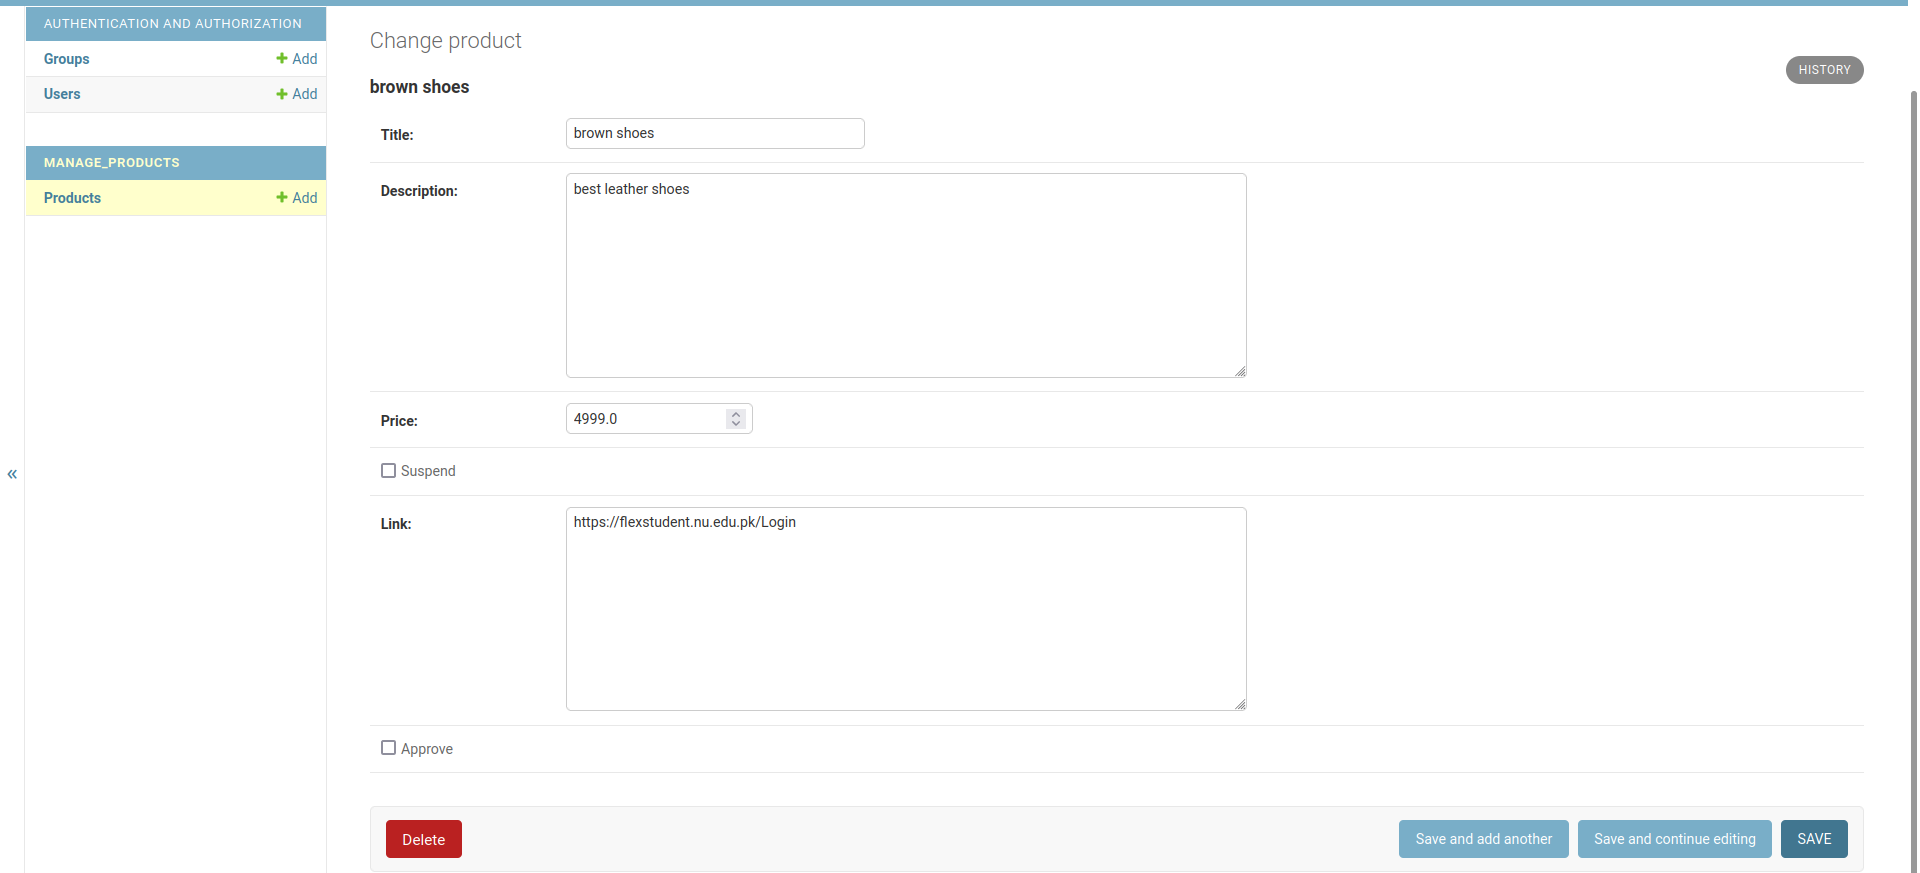 AUTHENTICATION AND AUTHORIZATION
Groups + Add
Users + Add
MANAGE_PRODUCTS
Products + Add
«
Change product
HISTORY
brown shoes
Title: brown shoes
Description: best leather shoes
Price: 4999.0
Suspend
Link: https://flexstudent.nu.edu.pk/Login
Approve
Delete Save and add another Save and continue editing SAVE